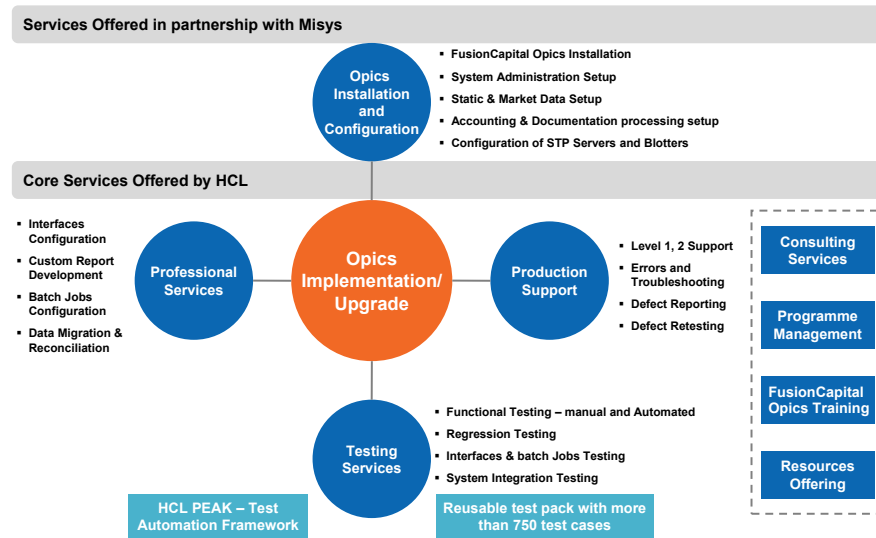 Services Offered in partnership with Misys
Opics
Installation
and
Configuration
▪ FusionCapital Opics Installation
▪ System Administration Setup
▪ Static & Market Data Setup
▪ Accounting & Documentation processing setup
▪ Configuration of STP Servers and Blotters
Core Services Offered by HCL
▪ Interfaces
Configuration
▪ Custom Report
Development
▪ Batch Jobs
Configuration
▪ Data Migration &
Reconciliation
Professional
Services
Opics
Implementation/
Upgrade
Production
Support
▪ Level 1, 2 Support
▪ Errors and
Troubleshooting
▪ Defect Reporting
▪ Defect Retesting
Consulting
Services
Programme
Management
FusionCapital
Opics Training
Resources
Offering
Testing
Services
▪ Functional Testing – manual and Automated
▪ Regression Testing
▪ Interfaces & batch Jobs Testing
▪ System Integration Testing
HCL PEAK – Test
Automation Framework
Reusable test pack with more
than 750 test cases